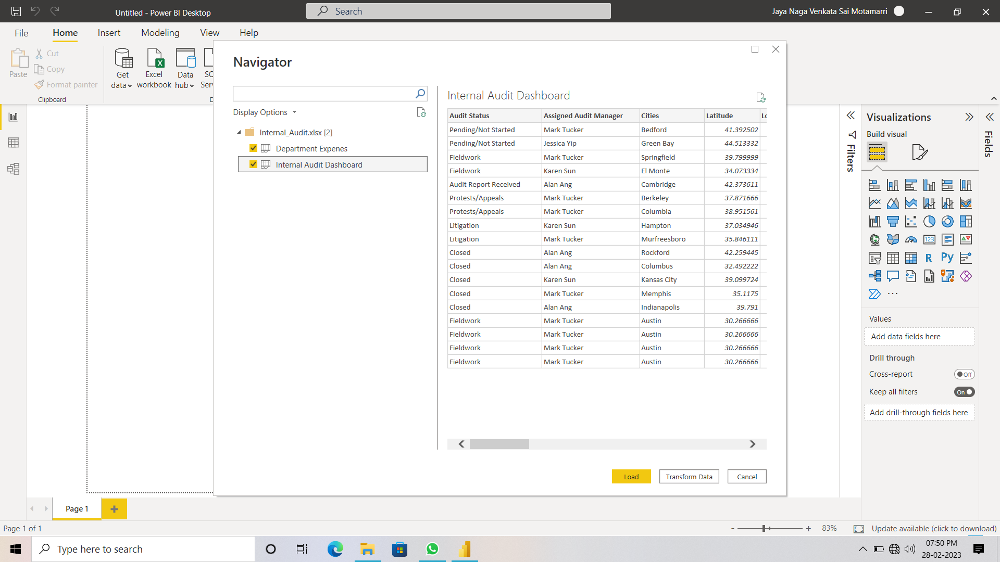 Untitled - Power BI Desktop
Search
Jaya Naga Venkata Sai Motamarri
File
Home
Insert
Modeling
View
Help
Paste
Cut
Copy
Format painter
Clipboard
Get data
Excel workbook
Data hub
Navigator
Display Options
Internal_Audit.xlsx [2]
Department Expenes
Internal Audit Dashboard
Internal Audit Dashboard
Audit Status Assigned Audit Manager Cities Latitude
Pending/Not Started Mark Tucker Bedford 41.392502
Pending/Not Started Jessica Yip Green Bay 44.513332
Fieldwork Mark Tucker Springfield 39.799999
Fieldwork Karen Sun El Monte 34.073334
Audit Report Received Alan Ang Cambridge 42.373611
Protests/Appeals Mark Tucker Berkeley 37.871666
Protests/Appeals Mark Tucker Columbia 38.951561
Litigation Karen Sun Hampton 37.034946
Litigation Mark Tucker Murfreesboro 35.846111
Closed Alan Ang Rockford 42.259445
Closed Alan Ang Columbus 32.492222
Closed Karen Sun Kansas City 39.099724
Closed Mark Tucker Memphis 35.1175
Closed Alan Ang Indianapolis 39.791
Fieldwork Mark Tucker Austin 30.266666
Fieldwork Mark Tucker Austin 30.266666
Fieldwork Mark Tucker Austin 30.266666
Fieldwork Mark Tucker Austin 30.266666
Load
Transform Data
Cancel
Filters
Visualizations
Build visual
123
R
Py
Values
Add data fields here
Drill through
Cross-report
Off
Keep all filters
On
Add drill-through fields here
Fields
Page 1
Page 1 of 1
- + 83%
Update available (click to download)
Type here to search
07:50 PM
28-02-2023